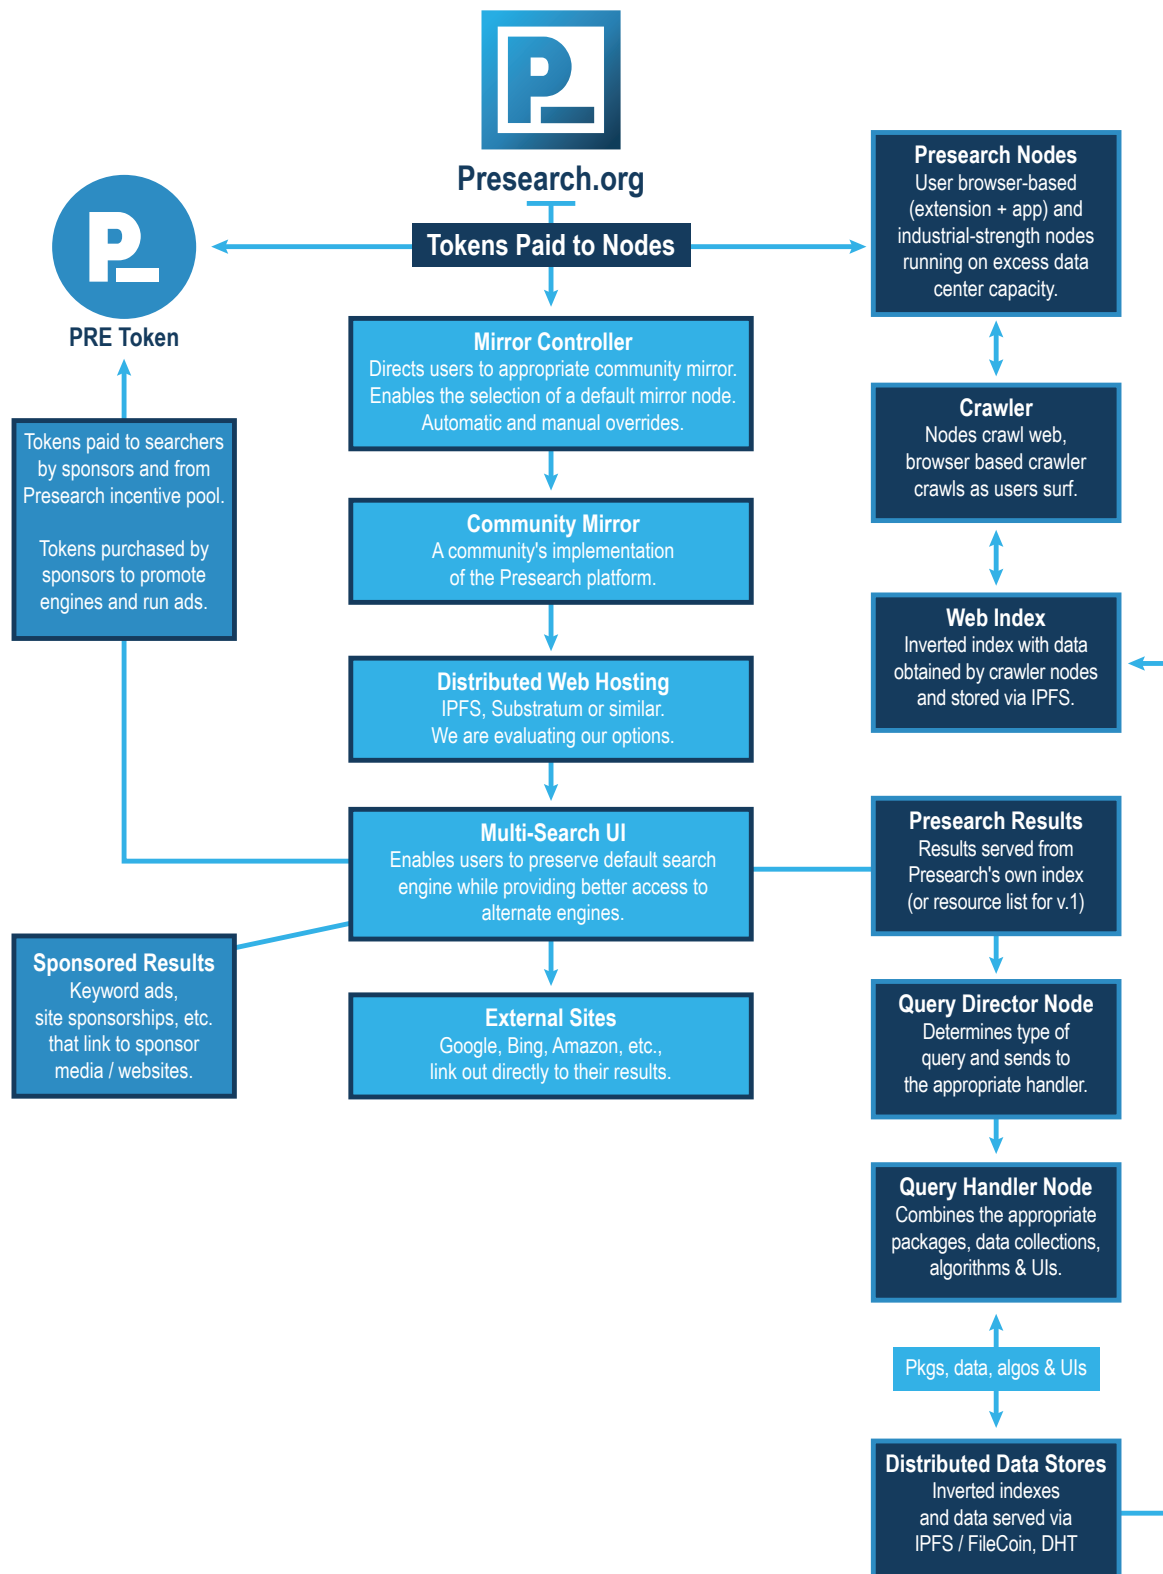 P_
Presearch.org
Tokens Paid to Nodes
P_
PRE Token
Tokens paid to searchers
by sponsors and from
Presearch incentive pool.
Tokens purchased by
sponsors to promote
engines and run ads.
Sponsored Results
Keyword ads,
site sponsorships, etc.
that link to sponsor
media / websites.
Mirror Controller
Directs users to appropriate community mirror.
Enables the selection of a default mirror node.
Automatic and manual overrides.
Community Mirror
A community's implementation
of the Presearch platform.
Distributed Web Hosting
IPFS, Substratum or similar.
We are evaluating our options.
Multi-Search UI
Enables users to preserve default search
engine while providing better access to
alternate engines.
External Sites
Google, Bing, Amazon, etc.,
link out directly to their results.
Presearch Nodes
User browser-based
(extension + app) and
industrial-strength nodes
running on excess data
center capacity.
Crawler
Nodes crawl web,
browser based crawler
crawls as users surf.
Web Index
Inverted index with data
obtained by crawler nodes
and stored via IPFS.
Presearch Results
Results served from
Presearch's own index
(or resource list for v.1)
Query Director Node
Determines type of
query and sends to
the appropriate handler.
Query Handler Node
Combines the appropriate
packages, data collections,
algorithms & UIs.
Pkgs, data, algos & UIs
Distributed Data Stores
Inverted indexes
and data served via
IPFS / FileCoin, DHT